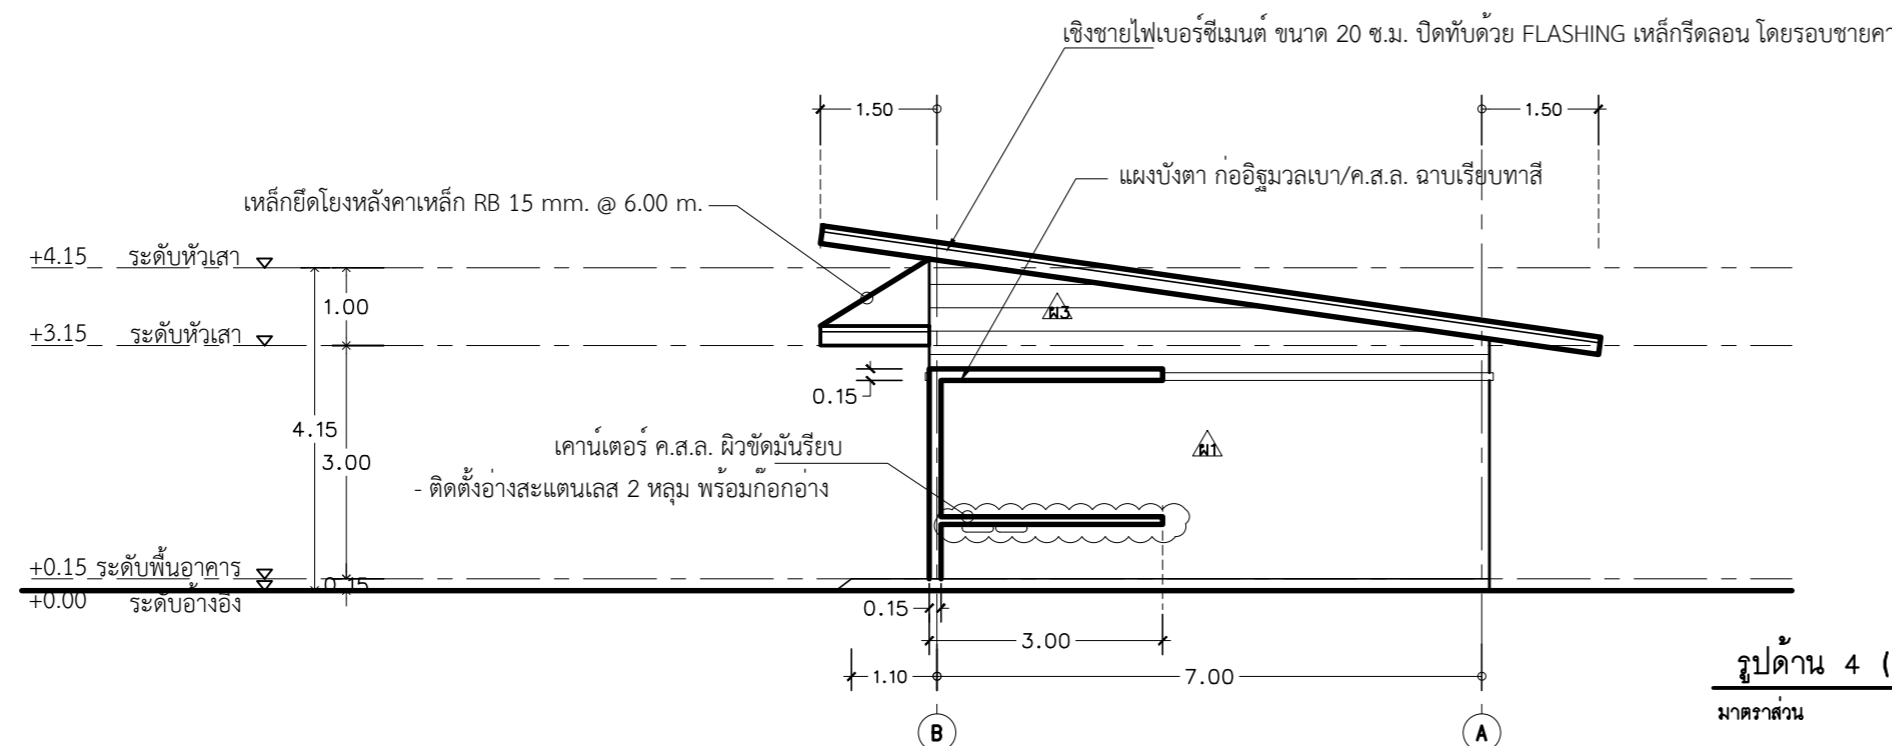 เชิงชายไฟเบอร์ซีเมนต์ ขนาด 20 ซ.ม. ปิดทับด้วย FLASHING เหล็กรีดลอน โดยรอบชายคา
1.50
1.50
แผงบังตา ก่ออิฐมวลเบา/ค.ส.ล. ฉาบเรียบทาสี
เหล็กยึดโยงหลังคาเหล็ก RB 15 mm. @ 6.00 m.
+4.15 ระดับหัวเสา
1.00
ผ3
+3.15 ระดับหัวเสา
0.15
4.15
3.00
เคาน์เตอร์ ค.ส.ล. ผิวขัดมันรียบ
- ติดตั้งอ่างสะแตนเลส 2 หลุม พร้อมก๊อกอ่าง
ผ1
+0.15 ระดับพื้นอาคาร
0.15
+0.00 ระดับอ้างอิง
0.15
3.00
1.10
7.00
รูปด้าน 4 (
มาตราส่วน
B
A